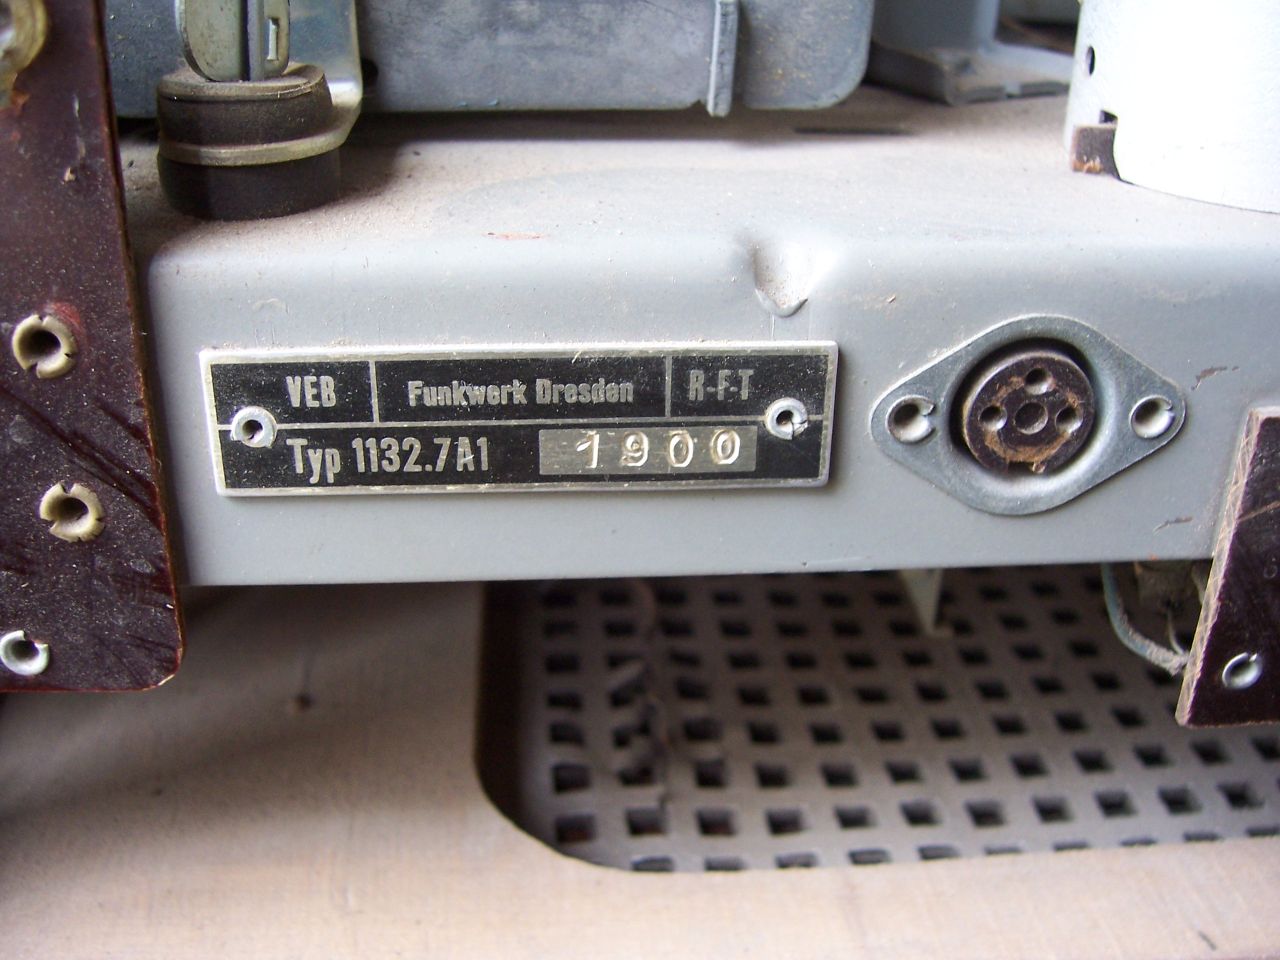 VEB Funkwerk Dresden R-F-T
Typ 1132.7A1 1900